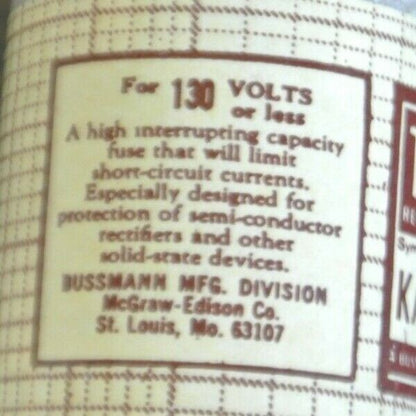 For 130 VOLTS
or less
A high interrupting capacity
fuse that will limit
short-circuit currents.
Especially designed for
protection of semi-conductor
rectifiers and other
solid-state devices.
BUSSMANN MFG. DIVISION
McGraw-Edison Co.
St. Louis, Mo. 63107